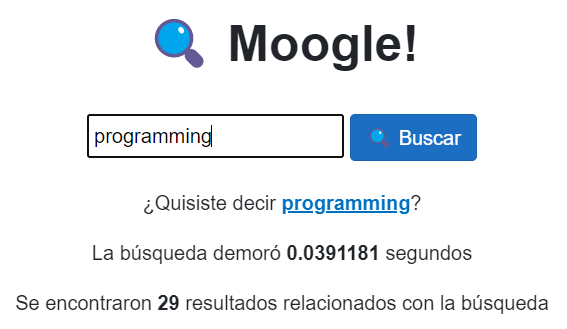 Moogle!
programming
Buscar
¿Quisiste decir programming?
La búsqueda demoró 0.0391181 segundos
Se encontraron 29 resultados relacionados con la búsqueda